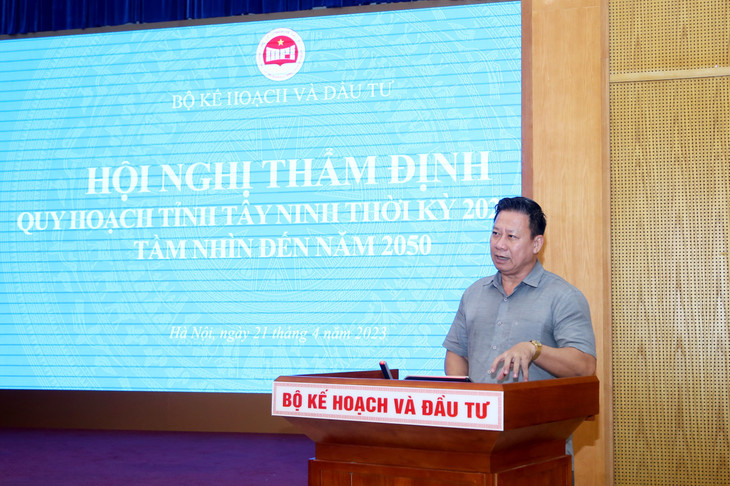 BỘ KẾ HOẠCH VÀ ĐẦU TƯ
HỘI NGHỊ THẨM ĐỊNH
QUY HOẠCH TỈNH TÂY NINH THỜI KỲ
TẦM NHÌN ĐẾN NĂM 2050
Hà Nội, ngày 21 tháng 4 năm 2023
BỘ KẾ HOẠCH VÀ ĐẦU TƯ